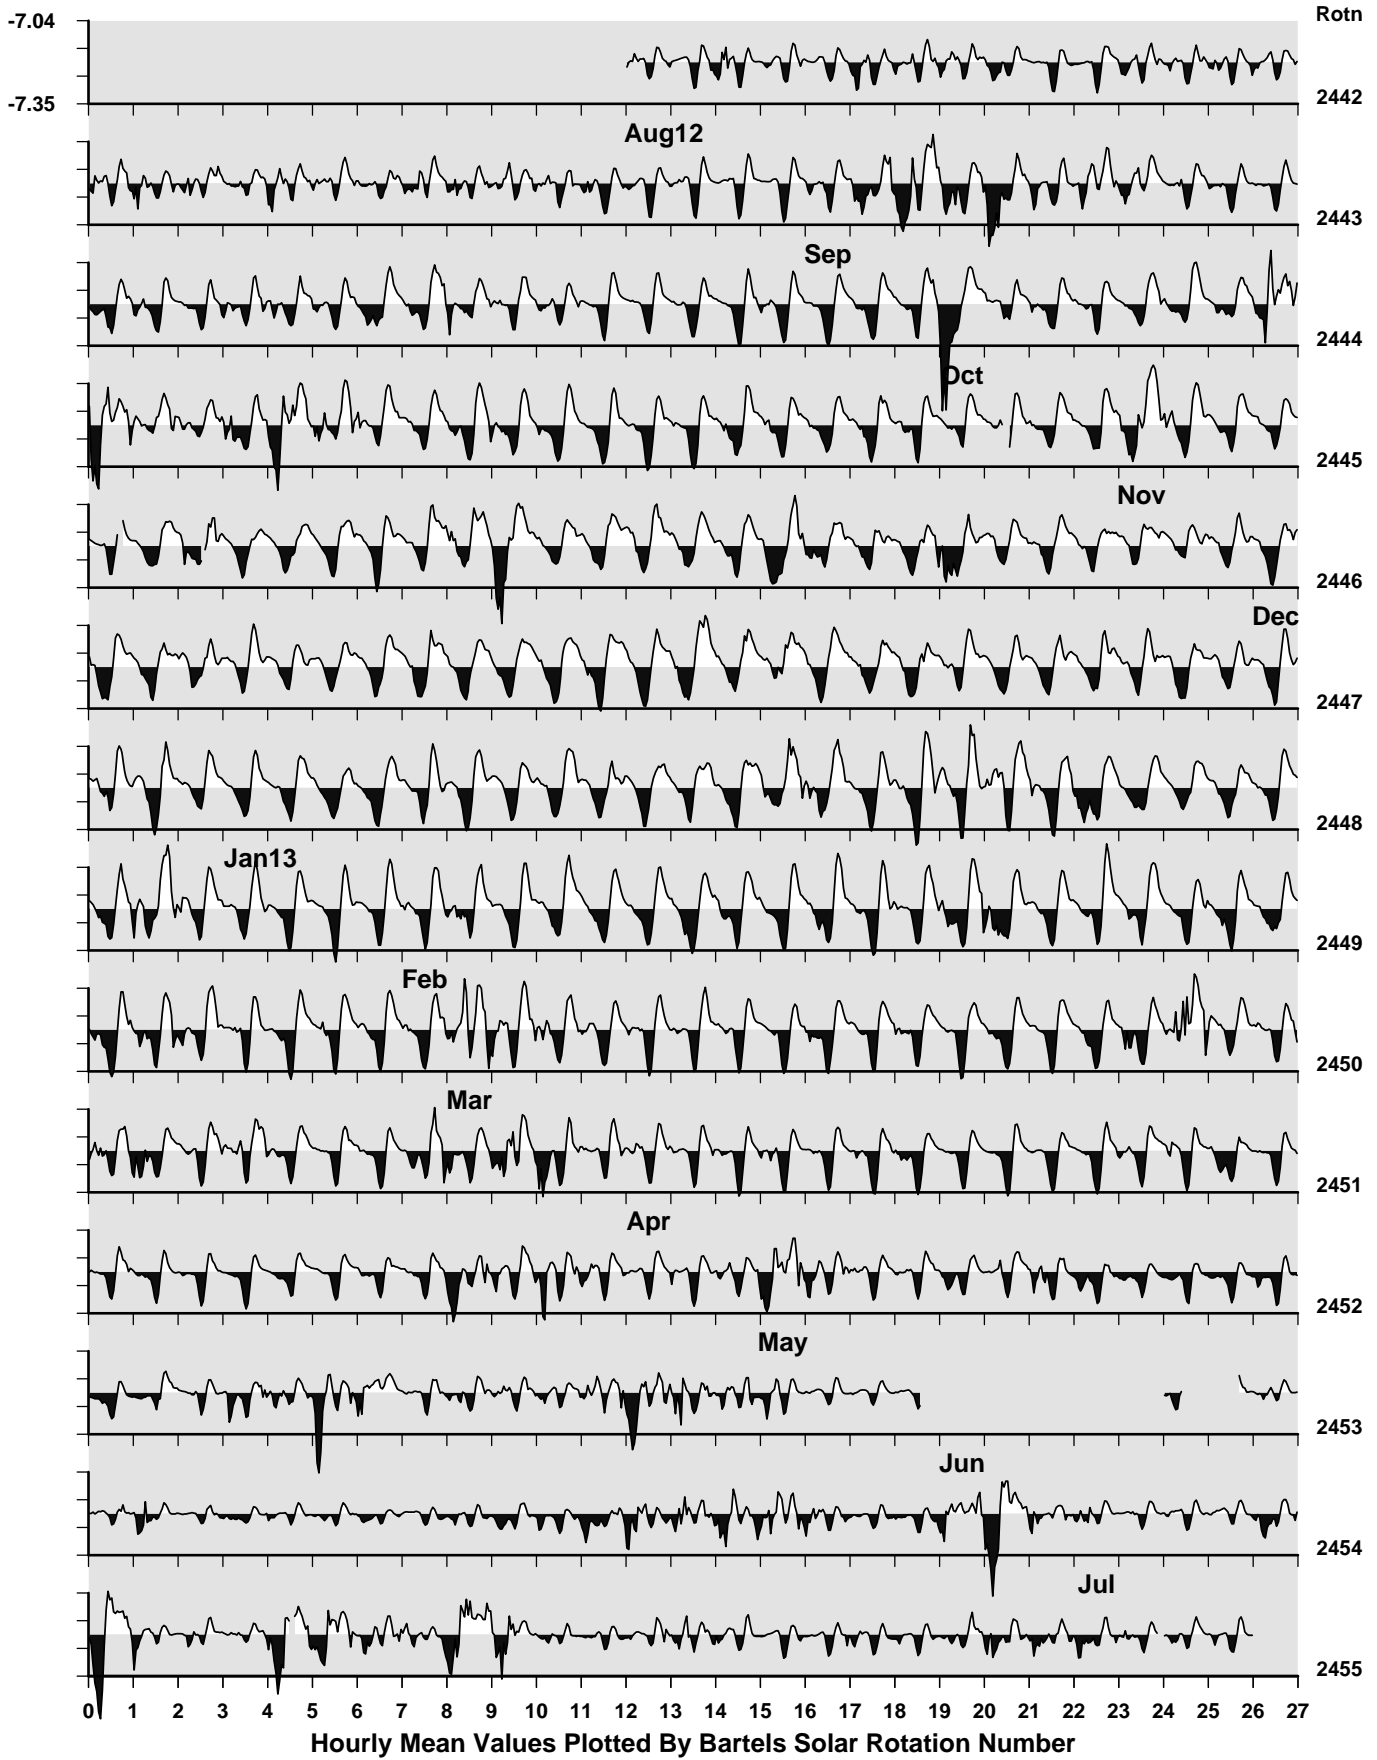 -7.04
Rotn
-7.35
2442
Aug12
2443
Sep
2444
Oct
2445
Nov
2446
Dec
2447
2448
Jan13
2449
Feb
2450
Mar
2451
Apr
2452
May
2453
Jun
2454
Jul
2455
0 1 2 3 4 5 6 7 8 9 10 11 12 13 14 15 16 17 18 19 20 21 22 23 24 25 26 27
Hourly Mean Values Plotted By Bartels Solar Rotation Number